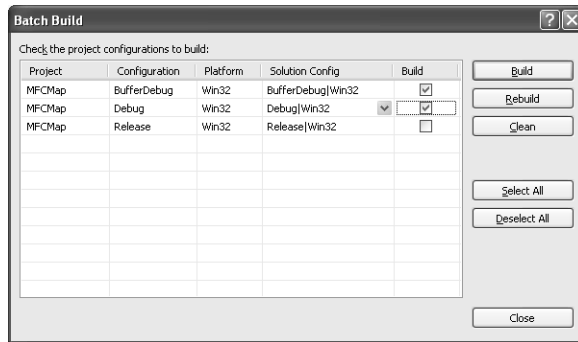 Batch Build
Check the project configurations to build:
Project Configuration Platform Solution Config Build
MFCMap BufferDebug Win32 BufferDebug|Win32
MFCMap Debug Win32 Debug|Win32
MFCMap Release Win32 Release|Win32
Build
Rebuild
Clean
Select All
Deselect All
Close